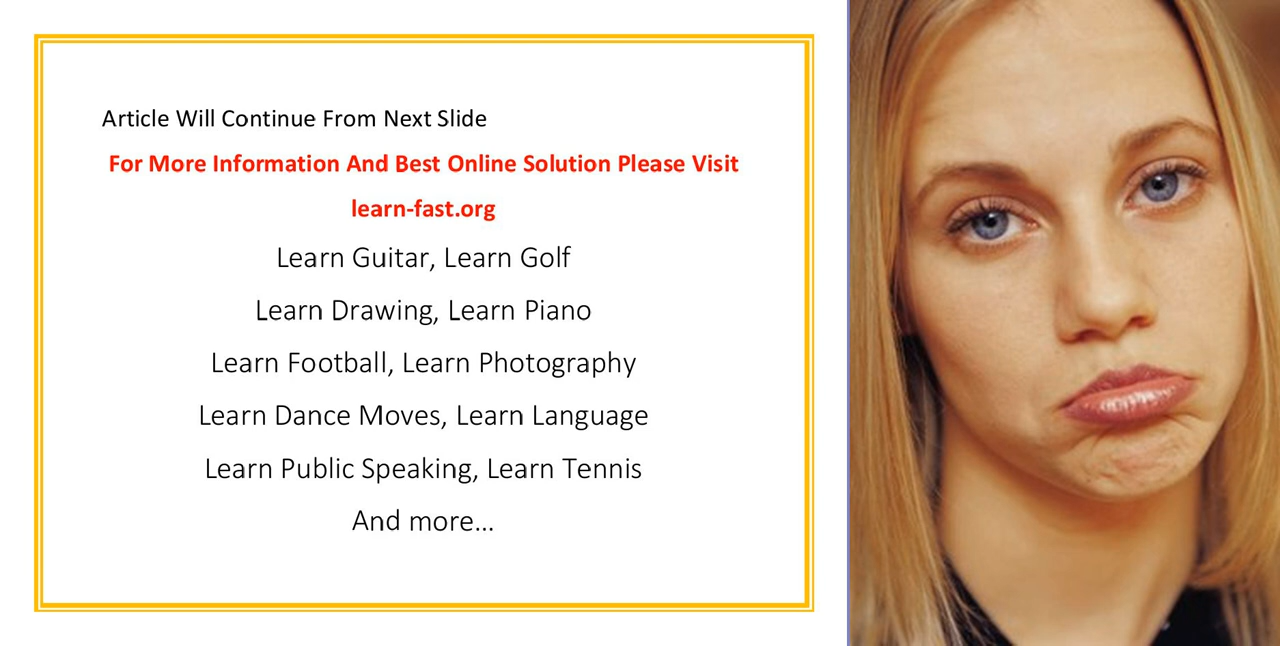 Article Will Continue From Next Slide
For More Information And Best Online Solution Please Visit
learn-fast.org
Learn Guitar, Learn Golf
Learn Drawing, Learn Piano
Learn Football, Learn Photography
Learn Dance Moves, Learn Language
Learn Public Speaking, Learn Tennis
And more...